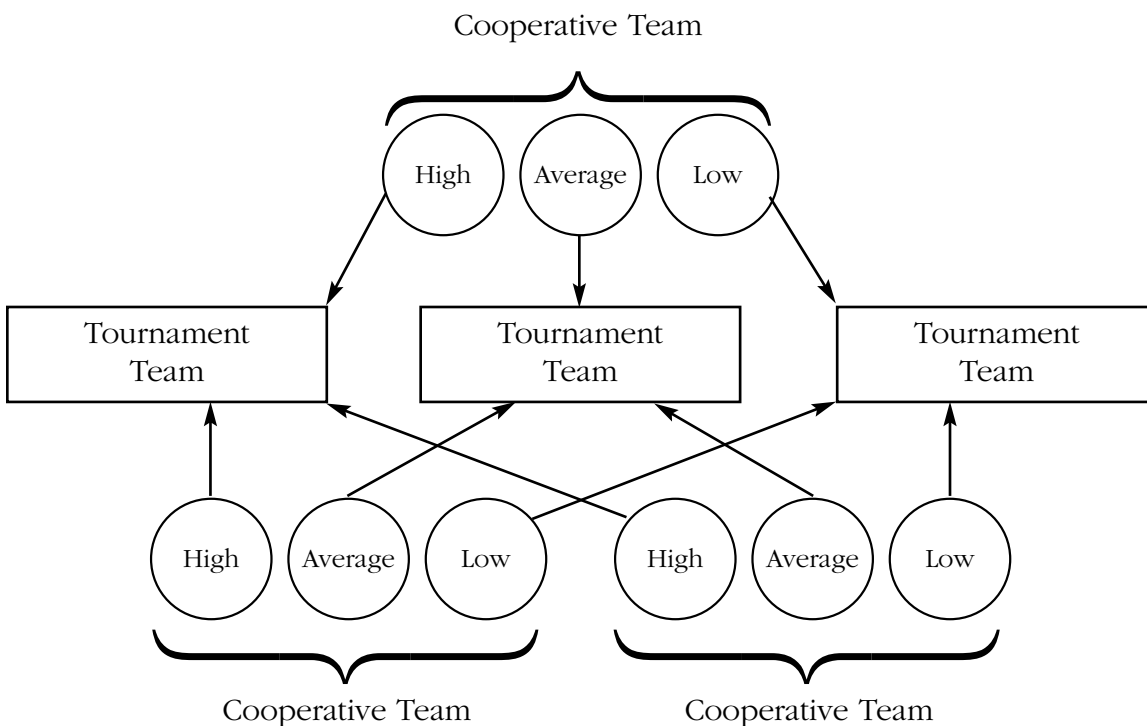 Cooperative Team
High
Average
Low
Tournament
Team
Tournament
Team
Tournament
Team
High
Average
Low
High
Average
Low
Cooperative Team
Cooperative Team